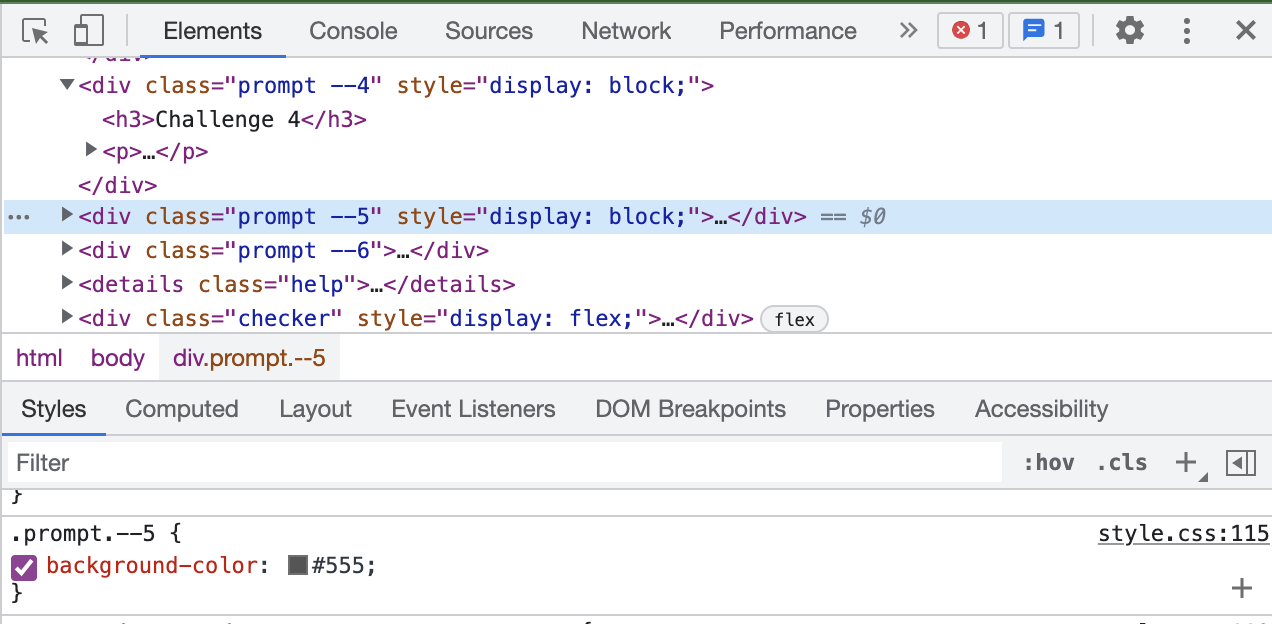 Elements Console Sources Network Performance » 1 1
</div>
▼<div class="prompt --4" style="display: block;">
<h3>Challenge 4</h3>
▶<p>…</p>
</div>
… ▶<div class="prompt --5" style="display: block;">…</div> == $0
▶<div class="prompt --6">…</div>
▶<details class="help">…</details>
▶<div class="checker" style="display: flex;">…</div> flex
html body div.prompt.--5
Styles Computed Layout Event Listeners DOM Breakpoints Properties Accessibility
Filter :hov .cls +
}
.prompt.--5 { style.css:115
background-color: #555;
}